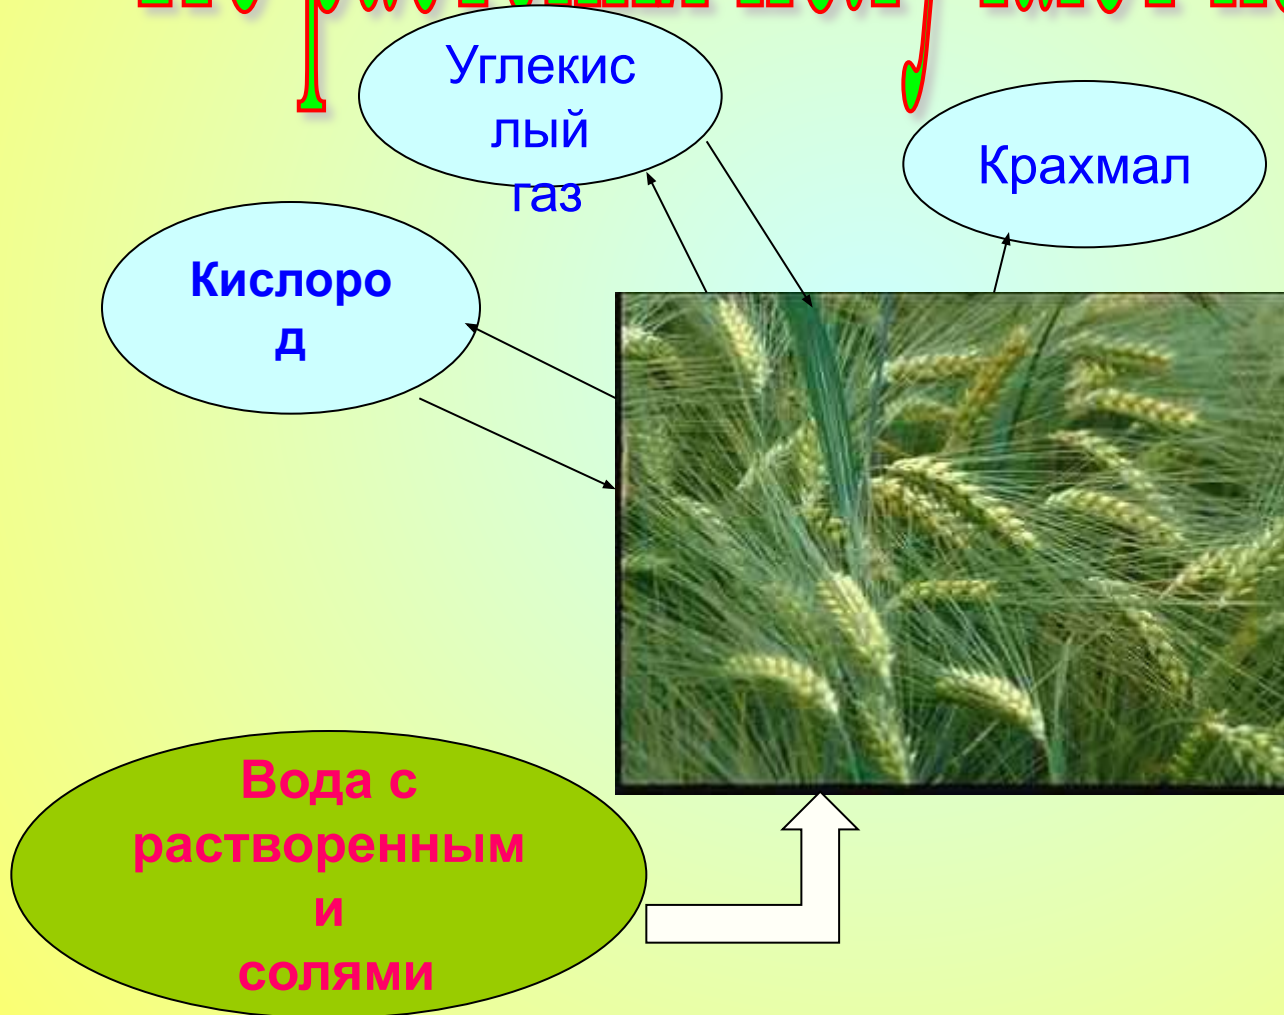 Углекис
лый
газ
Крахмал
Кислоро
д
Вода с
растворенным
и
солями